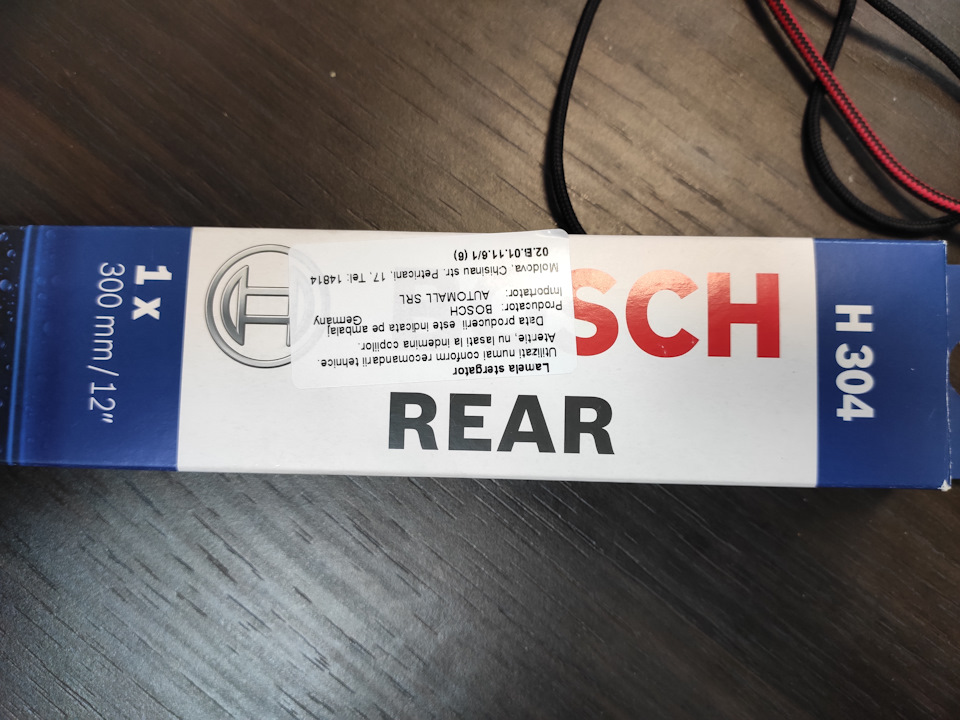 1 x
300 mm / 12"
BOSCH
REAR
H 304
Lamela stergator
Utilizati numai conform recomandarii tehnice.
Atertie, nu lasati la indemina copiilor.
Data producerii este indicata pe ambalaj
Producator: BOSCH Germany
Importator: AUTOMALL SRL
Moldova, Chisinau str. Petricani, 17. Tel: 14814
02.B.01.11.6/1 (6)